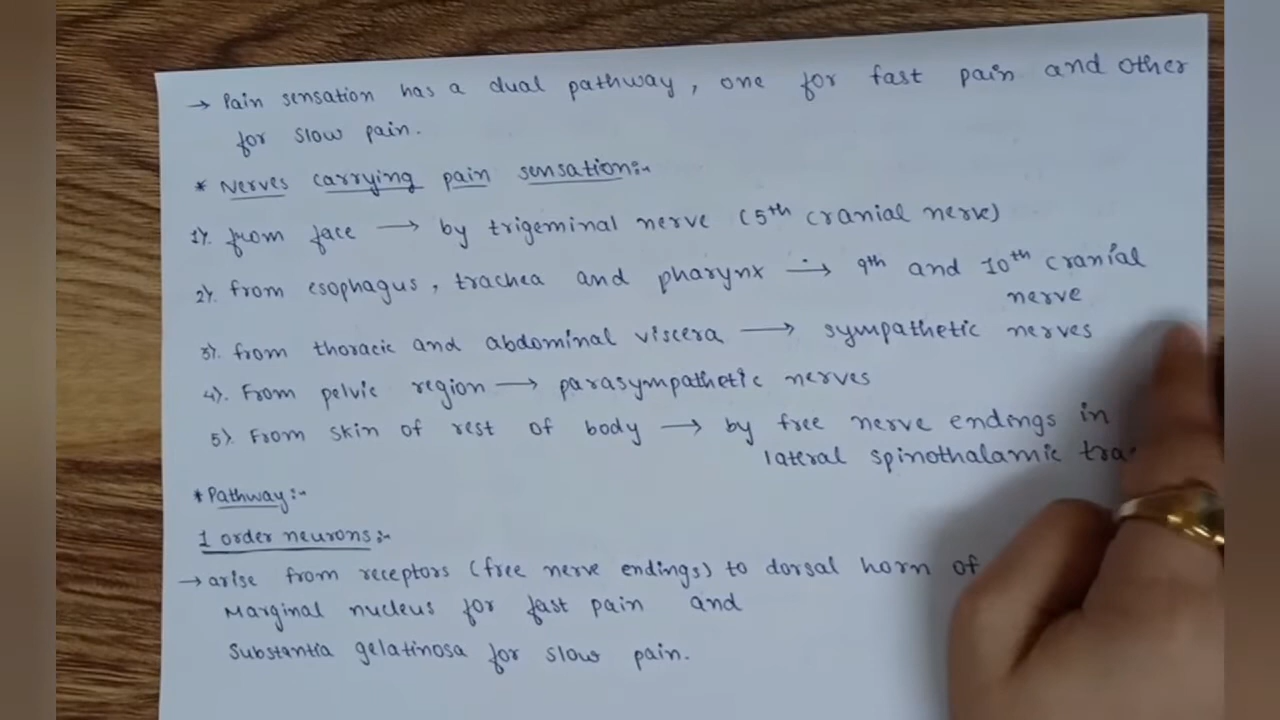 → Pain sensation has a dual pathway, one for fast pain and other
for slow pain.
* Nerves carrying pain sensation:-
1). from face → by trigeminal nerve (5th cranial nerve)
2). from esophagus, trachea and pharynx → 9th and 10th cranial
nerve
3). from thoracic and abdominal viscera → sympathetic nerves
4). From pelvic region → parasympathetic nerves
5). From skin of rest of body → by free nerve endings in
lateral spinothalamic
* Pathway:-
1 order neurons:-
→ arise from receptors (free nerve endings) to dorsal horn of
Marginal nucleus for fast pain and
Substantia gelatinosa for slow pain.